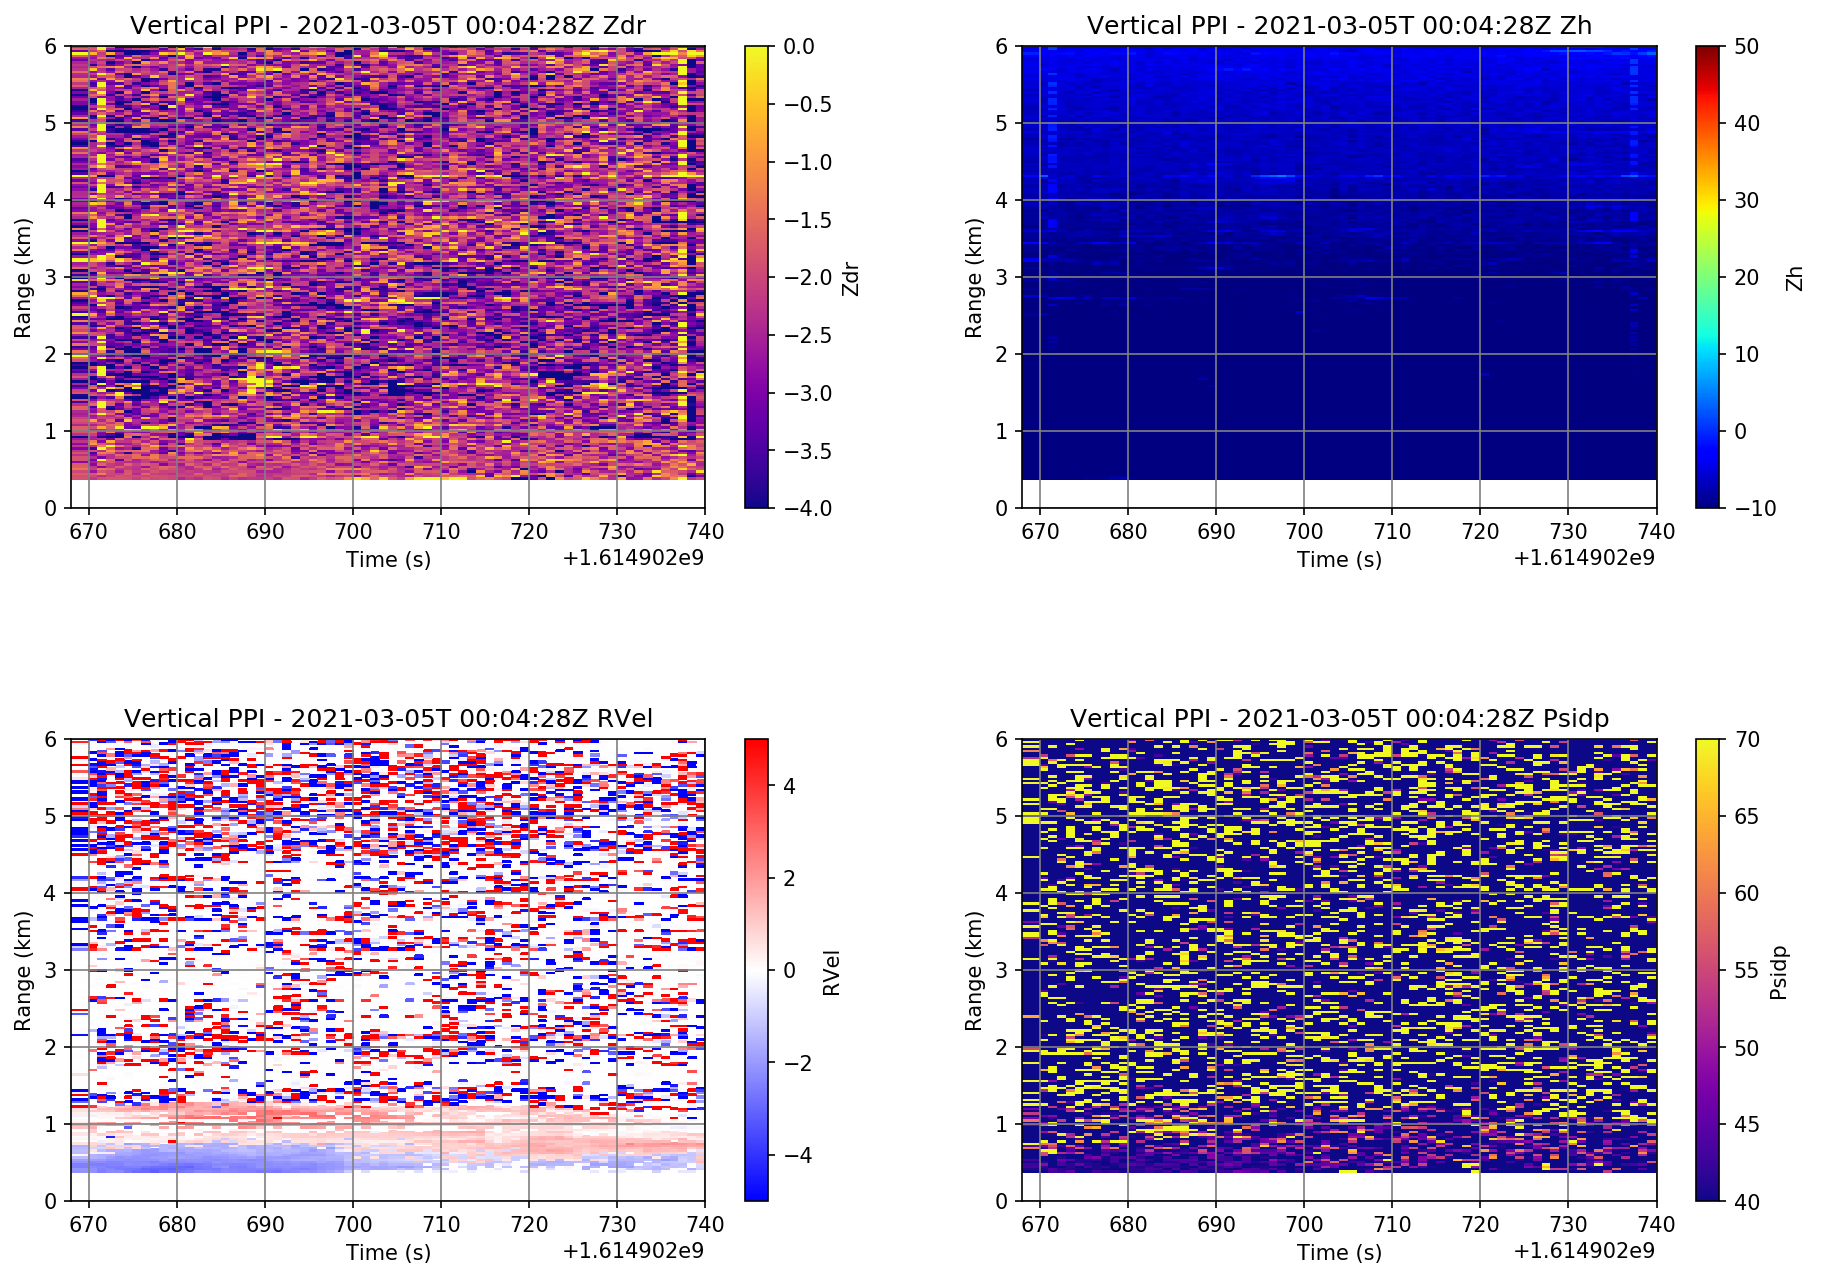 Vertical PPI - 2021-03-05T 00:04:28Z Zdr
6
5
4
3
2
1
0
Range (km)
670 680 690 700 710 720 730 740
Time (s)
+1.614902e9
0.0
−0.5
−1.0
−1.5
−2.0
−2.5
−3.0
−3.5
−4.0
Zdr
Vertical PPI - 2021-03-05T 00:04:28Z Zh
6
5
4
3
2
1
0
Range (km)
670 680 690 700 710 720 730 740
Time (s)
+1.614902e9
50
40
30
20
10
0
−10
Zh
Vertical PPI - 2021-03-05T 00:04:28Z RVel
6
5
4
3
2
1
0
Range (km)
670 680 690 700 710 720 730 740
Time (s)
+1.614902e9
4
2
0
−2
−4
RVel
Vertical PPI - 2021-03-05T 00:04:28Z Psidp
6
5
4
3
2
1
0
Range (km)
670 680 690 700 710 720 730 740
Time (s)
+1.614902e9
70
65
60
55
50
45
40
Psidp